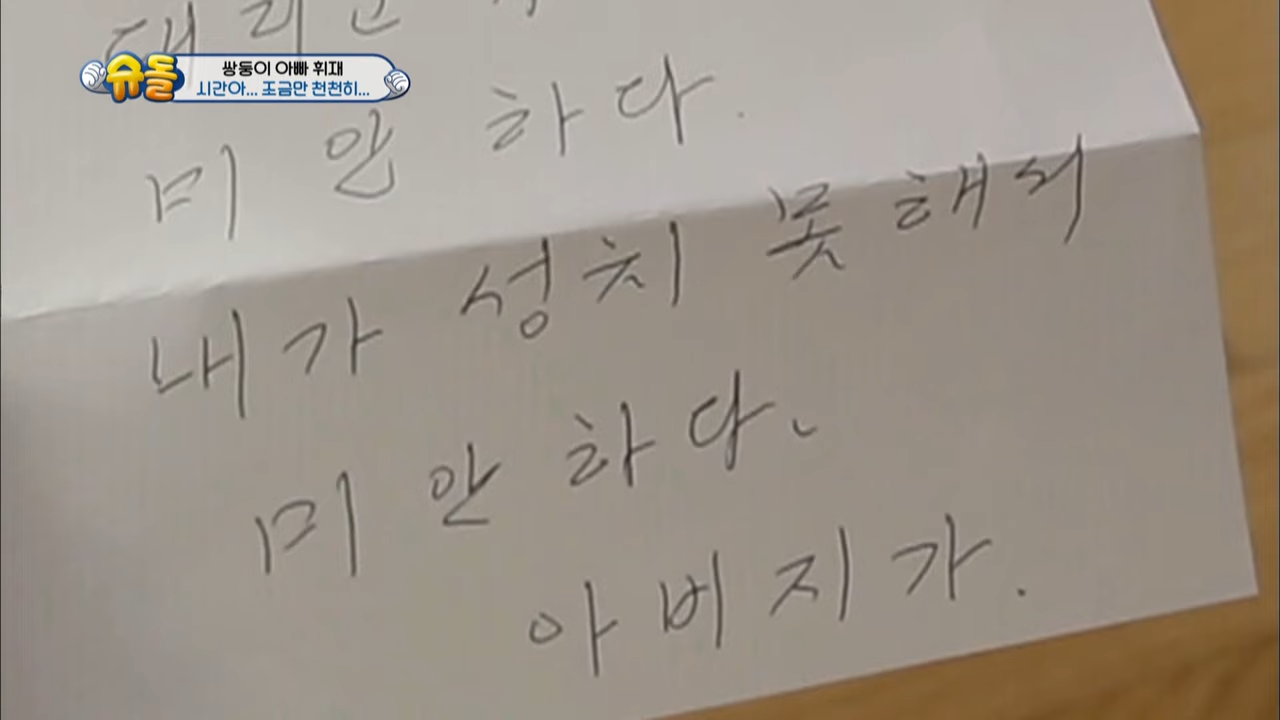 슈돌
쌍둥이 아빠 휘재
시간아... 조금만 천천히...
미안하다.
내가 성치 못해서
미안하다.
아버지가.